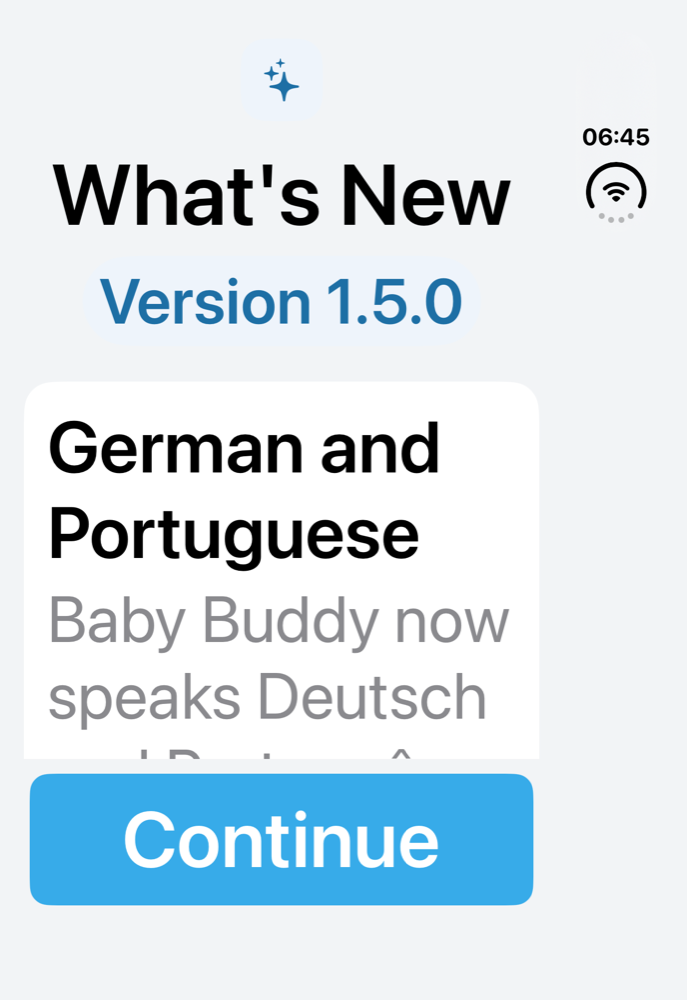 What's New
06:45
Version 1.5.0
German and
Portuguese
Baby Buddy now
speaks Deutsch
Continue